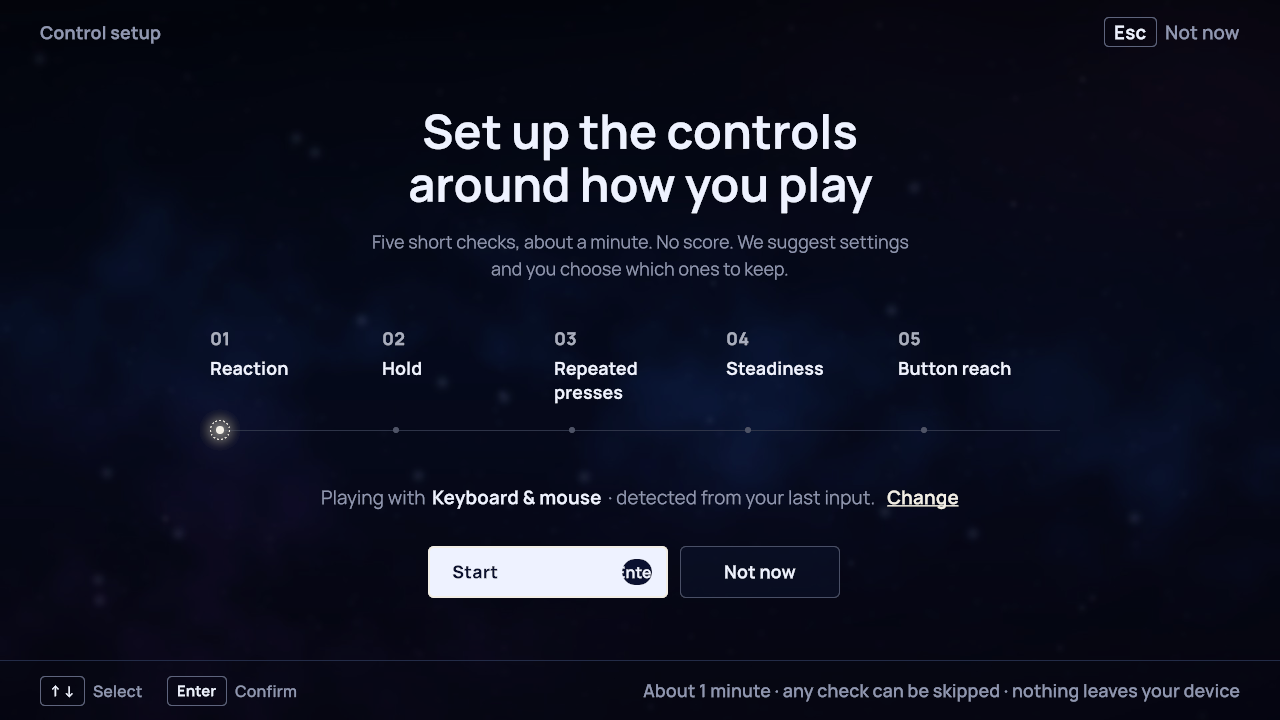 Control setup
Esc Not now
Set up the controls
around how you play
Five short checks, about a minute. No score. We suggest settings
and you choose which ones to keep.
01
Reaction
02
Hold
03
Repeated
presses
04
Steadiness
05
Button reach
Playing with Keyboard & mouse · detected from your last input. Change
Start
Not now
↑↓ Select Enter Confirm
About 1 minute · any check can be skipped · nothing leaves your device